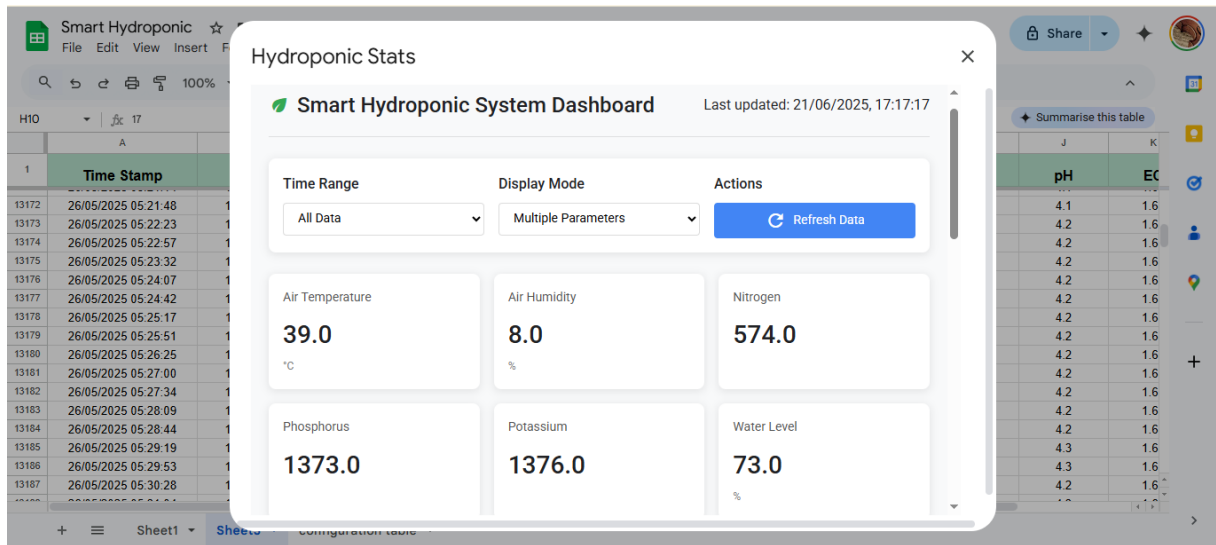 Smart Hydroponic
File Edit View Insert
Share
100%
H10 fx 17
Summarise this table
A J K
1 Time Stamp pH EC
13172 26/05/2025 05:21:48 4.1 1.6
13173 26/05/2025 05:22:23 4.2 1.6
13174 26/05/2025 05:22:57 4.2 1.6
13175 26/05/2025 05:23:32 4.2 1.6
13176 26/05/2025 05:24:07 4.2 1.6
13177 26/05/2025 05:24:42 4.2 1.6
13178 26/05/2025 05:25:17 4.2 1.6
13179 26/05/2025 05:25:51 4.2 1.6
13180 26/05/2025 05:26:25 4.2 1.6
13181 26/05/2025 05:27:00 4.2 1.6
13182 26/05/2025 05:27:34 4.2 1.6
13183 26/05/2025 05:28:09 4.2 1.6
13184 26/05/2025 05:28:44 4.2 1.6
13185 26/05/2025 05:29:19 4.3 1.6
13186 26/05/2025 05:29:53 4.3 1.6
13187 26/05/2025 05:30:28 4.2 1.6
Sheet1
31
Hydroponic Stats
Smart Hydroponic System Dashboard
Last updated: 21/06/2025, 17:17:17
Time Range Display Mode Actions
All Data Multiple Parameters Refresh Data
Air Temperature Air Humidity Nitrogen
39.0 8.0 574.0
°C %
Phosphorus Potassium Water Level
1373.0 1376.0 73.0
%